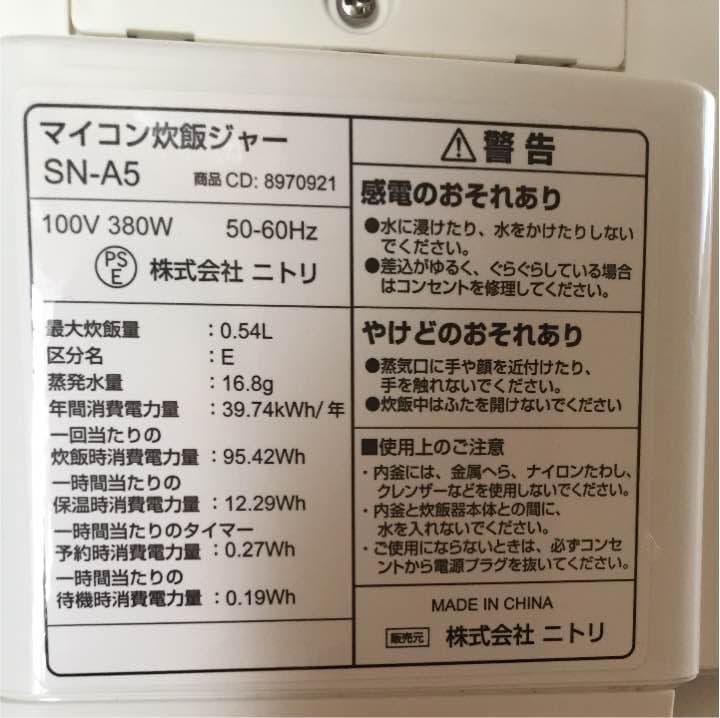 マイコン炊飯ジャー
SN-A5 商品CD: 8970921
100V 380W 50-60Hz
PS
E
株式会社 ニトリ
最大炊飯量 :0.54L
区分名 :E
蒸発水量 :16.8g
年間消費電力量 :39.74kWh/年
一回当たりの
炊飯時消費電力量 :95.42Wh
一時間当たりの
保温時消費電力量 :12.29Wh
一時間当たりのタイマー
予約時消費電力量 :0.27Wh
一時間当たりの
待機時消費電力量 :0.19Wh
⚠警告
感電のおそれあり
●水に浸けたり、水をかけたりしない
でください。
●差込がゆるく、ぐらぐらしている場合
はコンセントを修理してください。
やけどのおそれあり
●蒸気口に手や顔を近付けたり、
手を触れないでください。
●炊飯中はふたを開けないでください
■使用上のご注意
・内釜には、金属へら、ナイロンたわし、
クレンザーなどを使用しないでください。
・内釜と炊飯器本体との間に、
水を入れないでください。
・ご使用にならないときは、必ずコンセ
ントから電源プラグを抜いてください。
MADE IN CHINA
販売元 株式会社 ニトリ